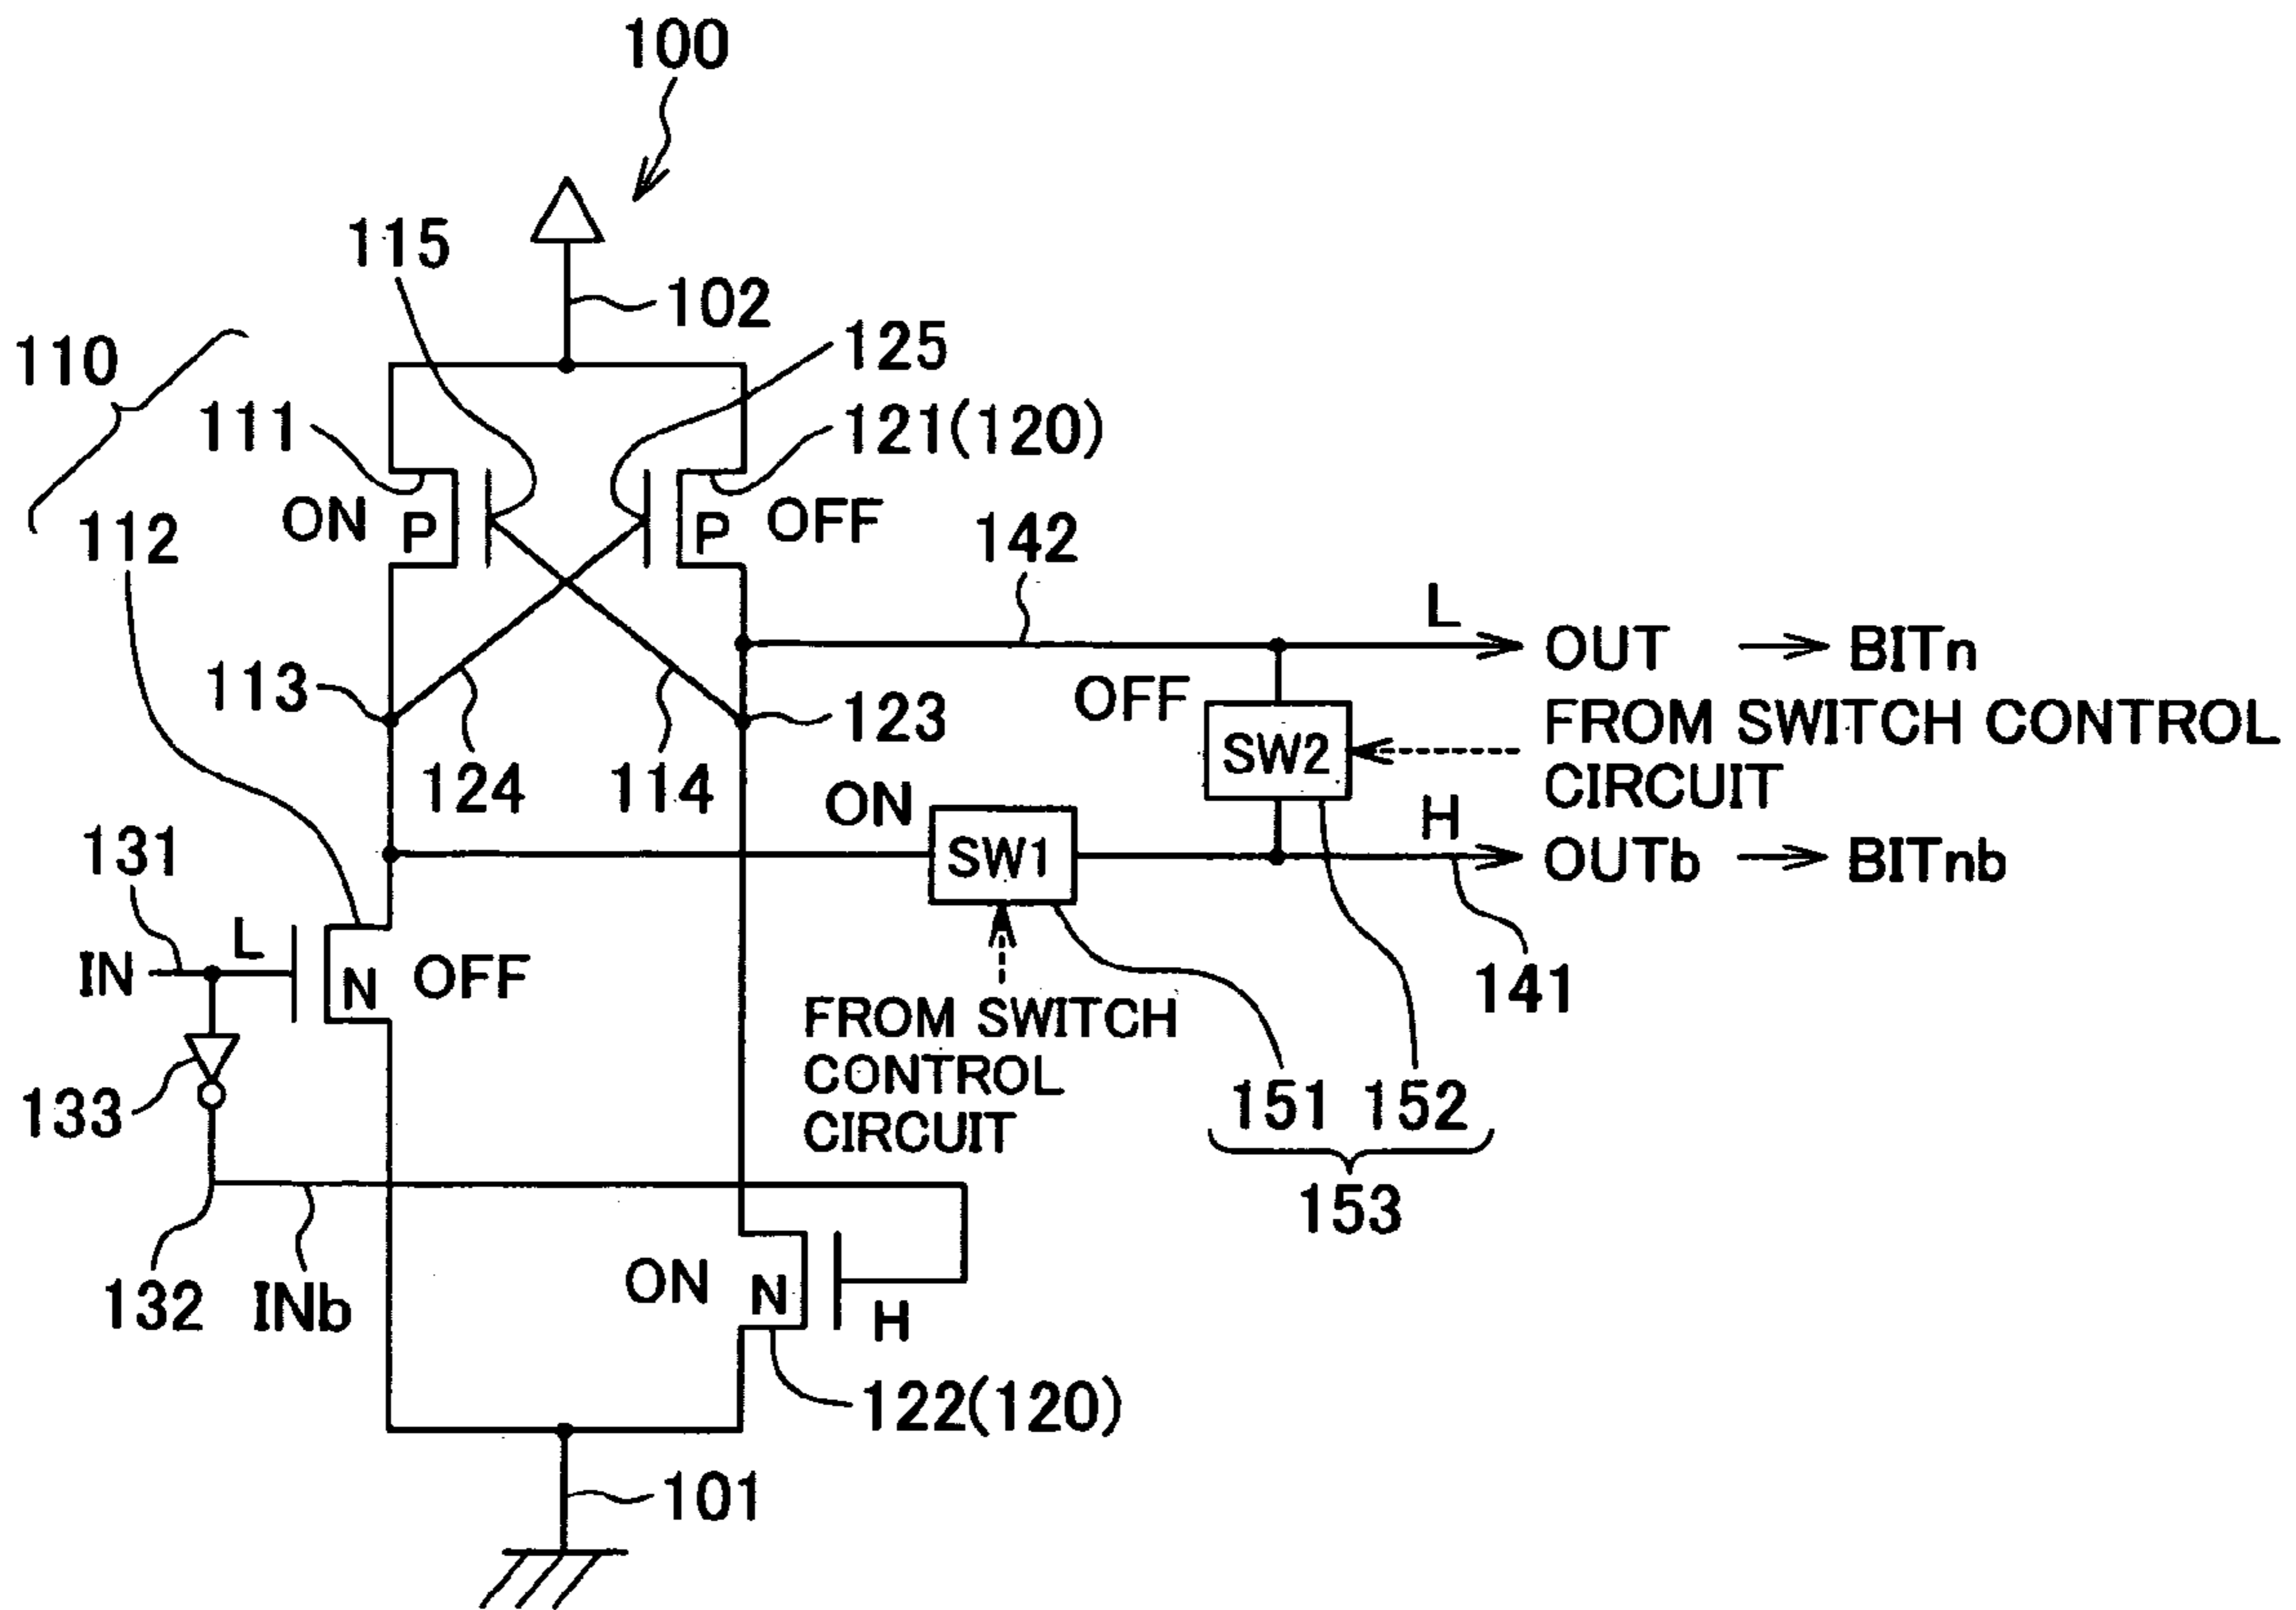 100
115
102
125
110
111
121(120)
ON
P
P
OFF
112
142
L
OUT
BITn
113
123
OFF
SW2
FROM SWITCH CONTROL
CIRCUIT
124
114
ON
H
131
SW1
OUTb
BITnb
IN
L
N
OFF
141
FROM SWITCH
CONTROL
CIRCUIT
133
151
152
153
132
INb
ON
N
H
122(120)
101